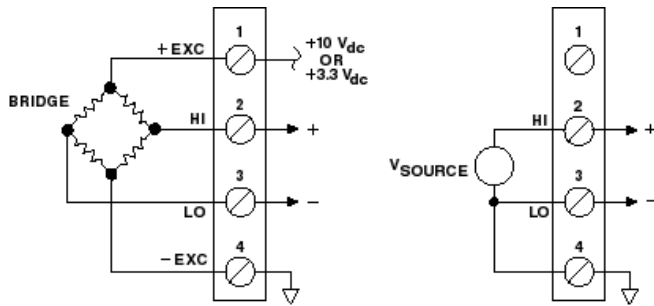 1
+EXC
+10 Vdc
OR
+3.3 Vdc
BRIDGE
2
HI
+
3
LO
−
4
−EXC
1
2
HI
+
VSOURCE
3
LO
−
4